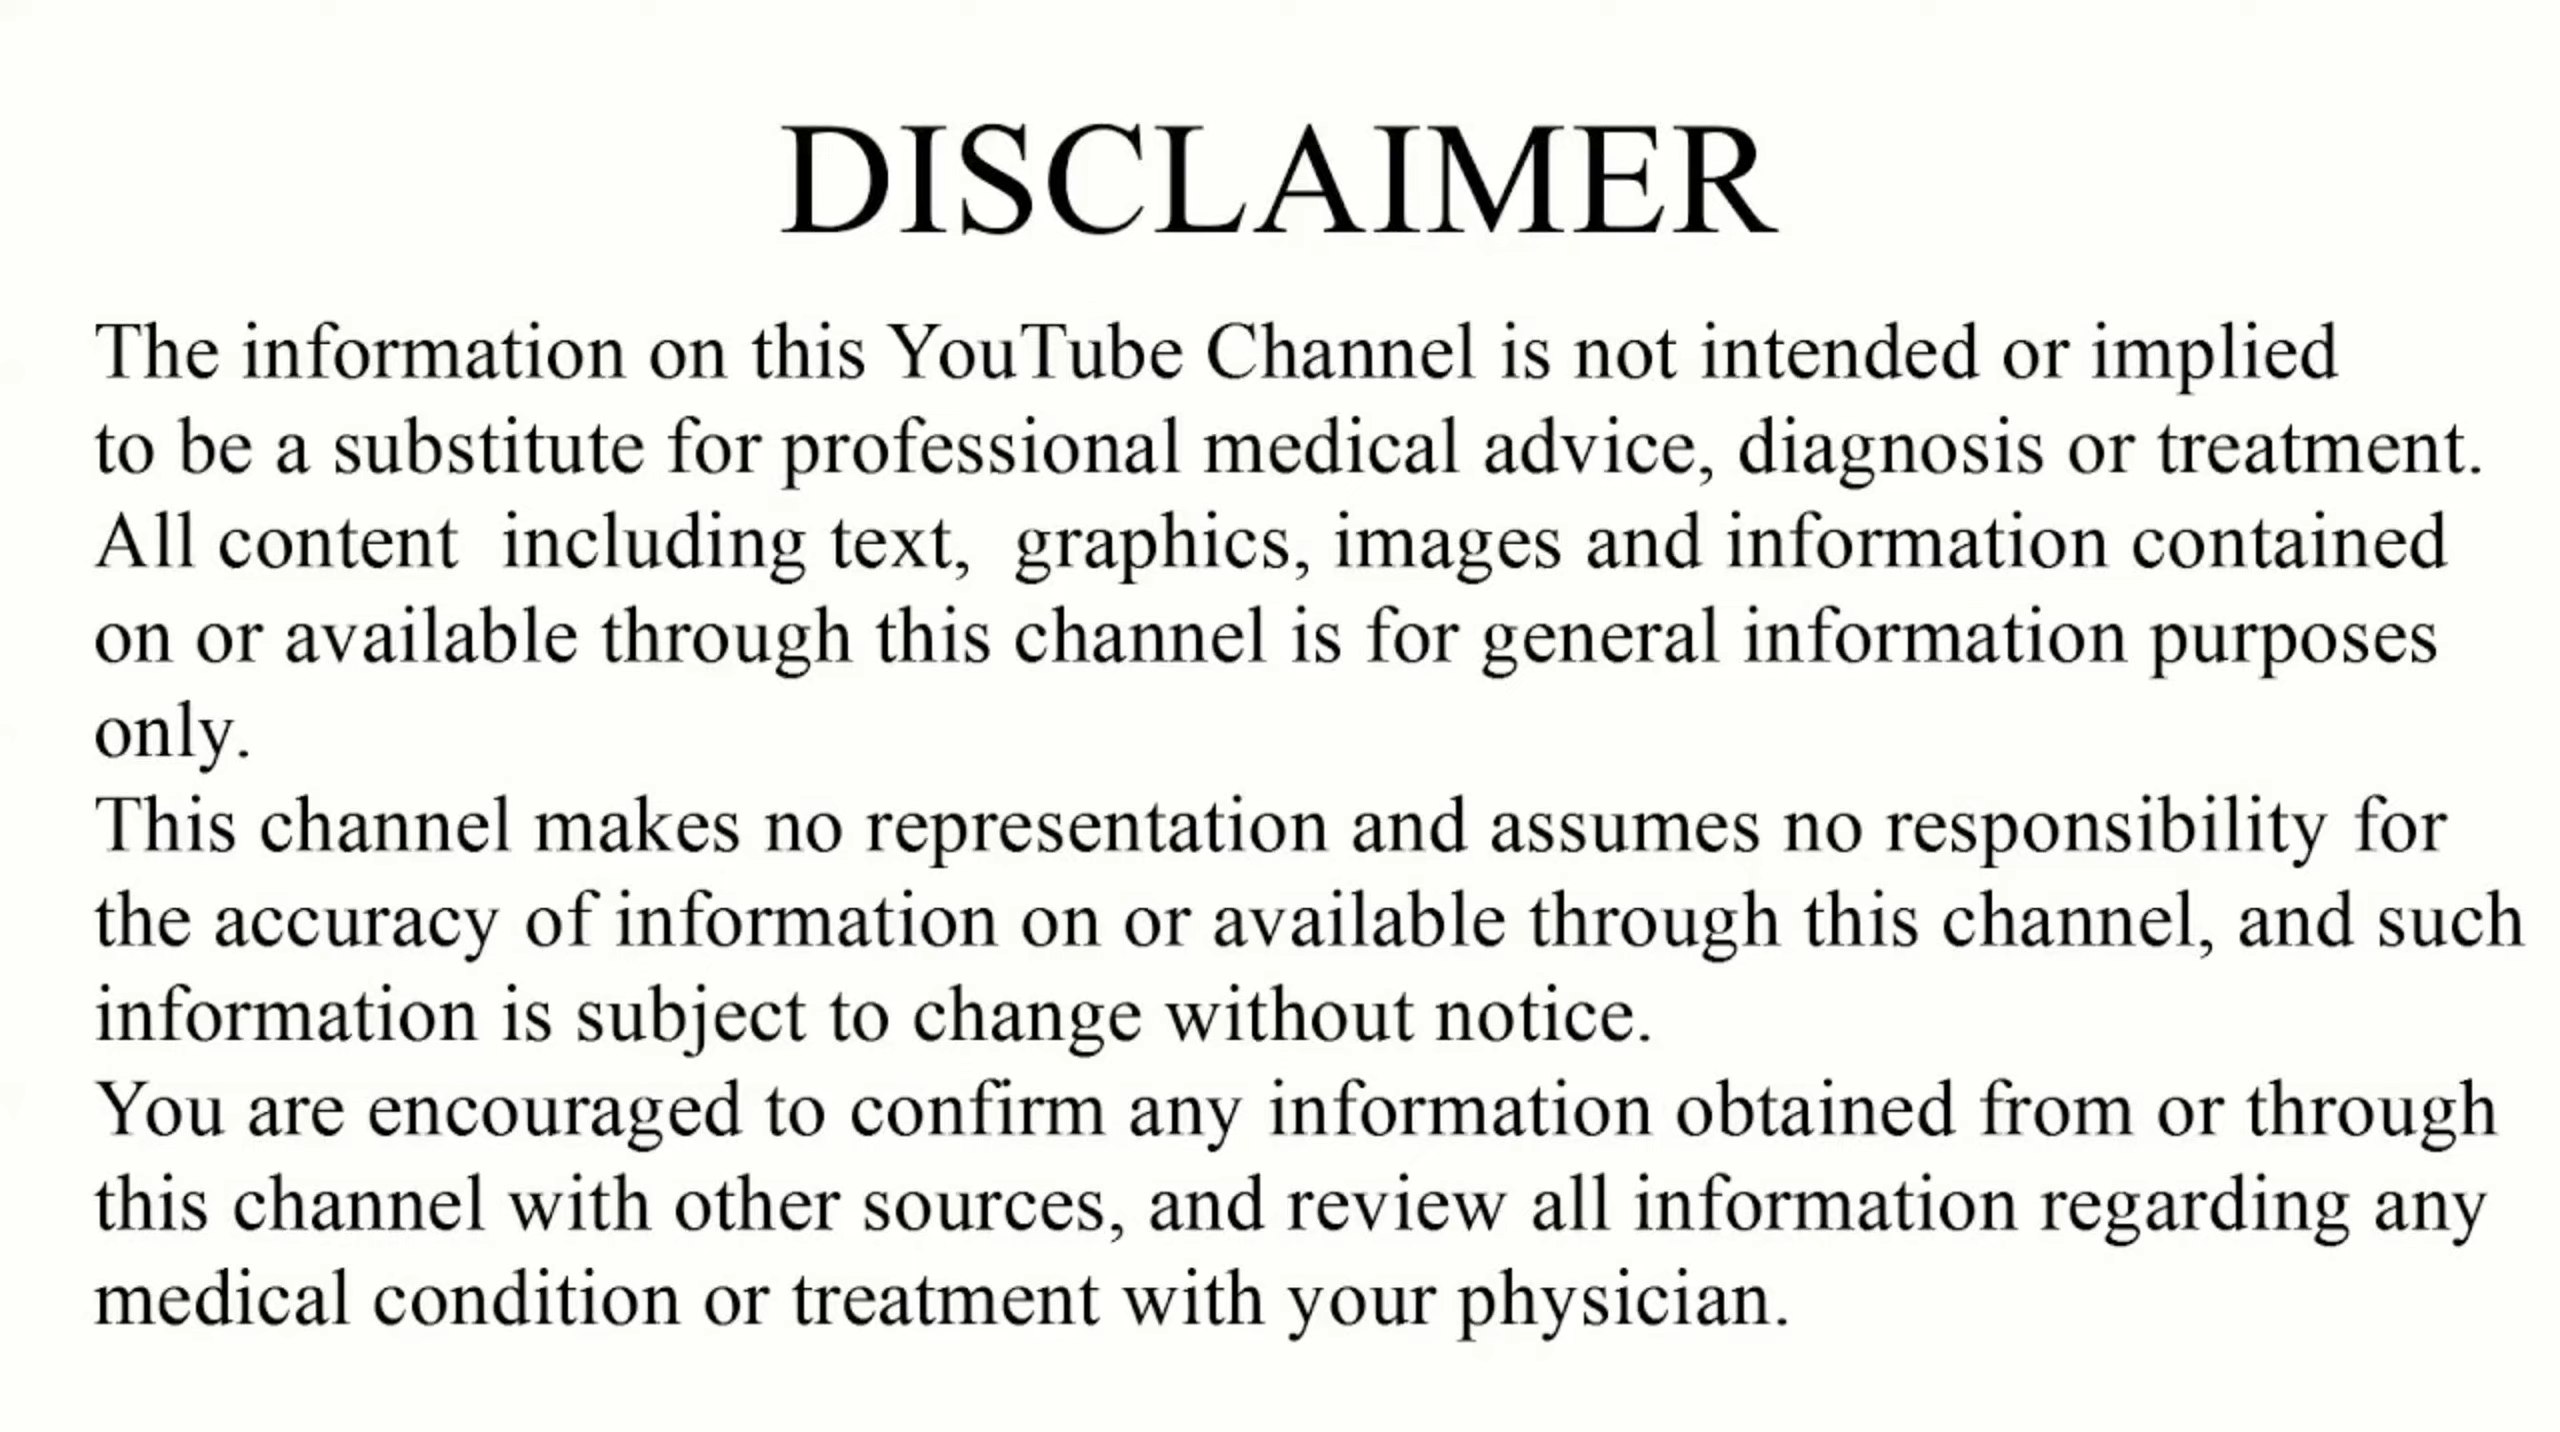 DISCLAIMER
The information on this YouTube Channel is not intended or implied
to be a substitute for professional medical advice, diagnosis or treatment.
All content  including text,  graphics, images and information contained
on or available through this channel is for general information purposes
only.
This channel makes no representation and assumes no responsibility for
the accuracy of information on or available through this channel, and such
information is subject to change without notice.
You are encouraged to confirm any information obtained from or through
this channel with other sources, and review all information regarding any
medical condition or treatment with your physician.